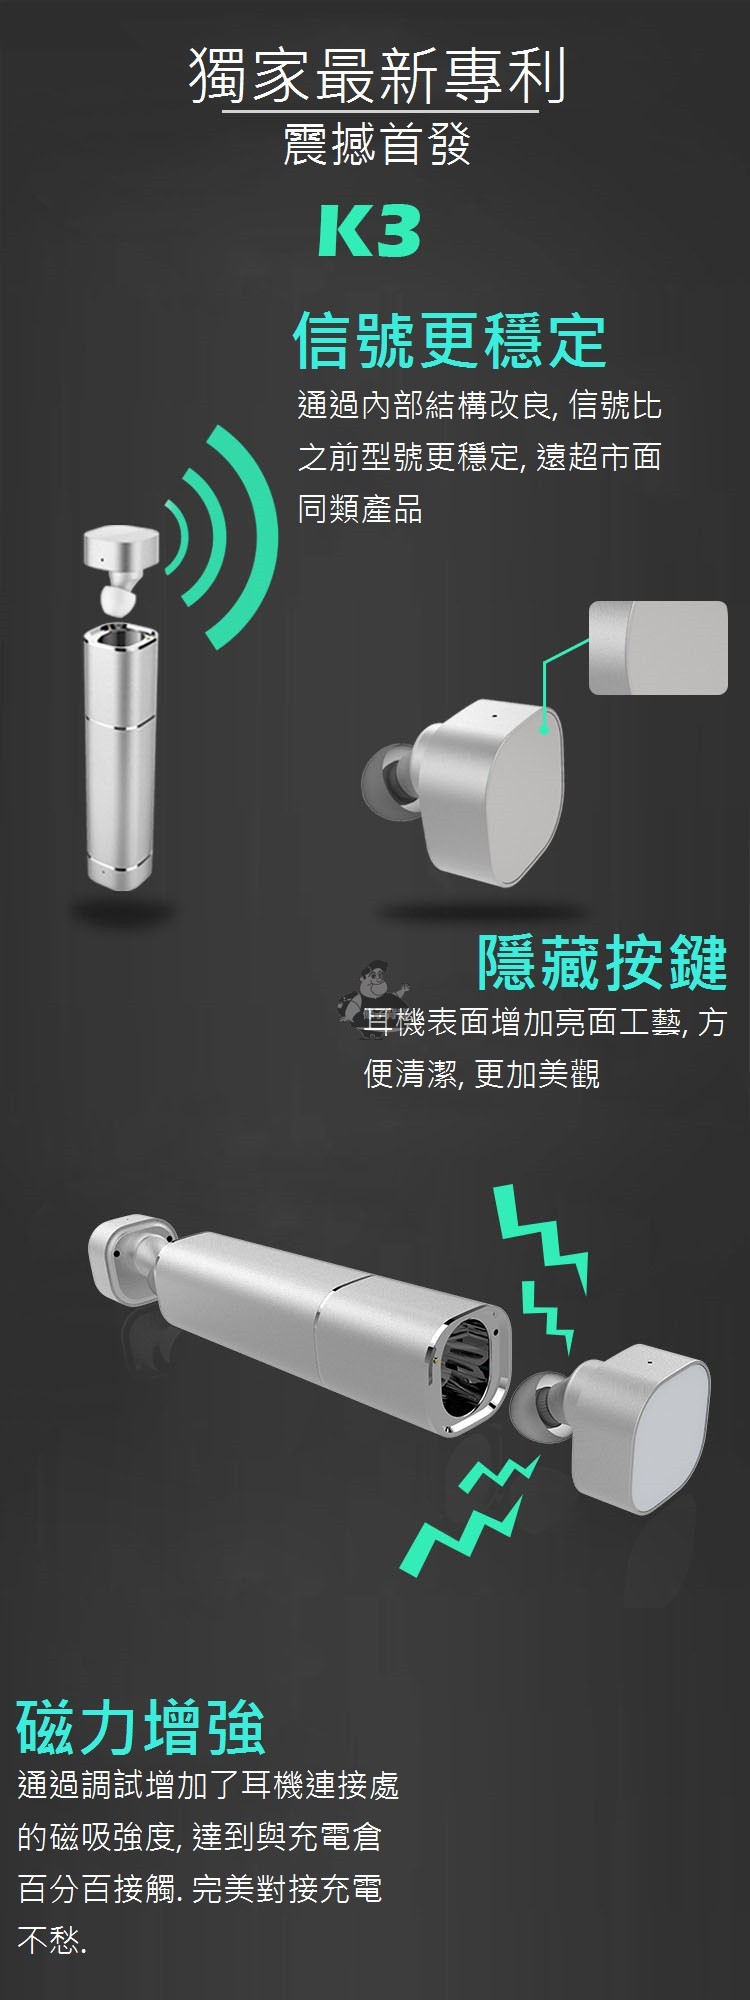 獨家最新專利
震撼首發
K3
信號更穩定
通過內部結構改良, 信號比
之前型號更穩定, 遠超市面
同類產品
隱藏按鍵
耳機表面增加亮面工藝, 方
便清潔, 更加美觀
磁力增強
通過調試增加了耳機連接處
的磁吸強度, 達到與充電倉
百分百接觸. 完美對接充電
不愁.